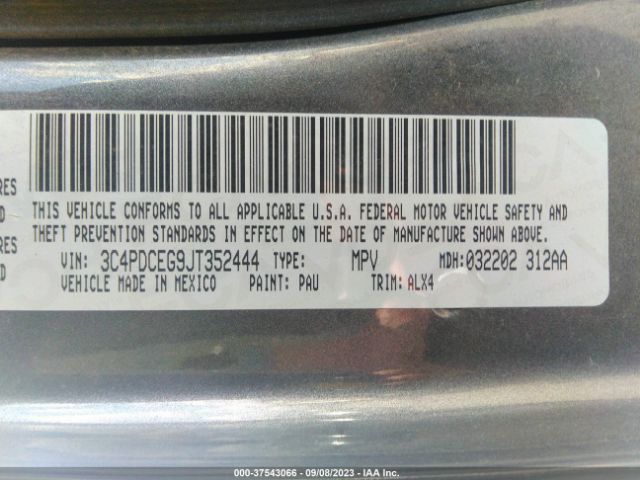 RES
THIS VEHICLE CONFORMS TO ALL APPLICABLE U.S.A. FEDERAL MOTOR VEHICLE SAFETY AND
D
THEFT PREVENTION STANDARDS IN EFFECT ON THE DATE OF MANUFACTURE SHOWN ABOVE.
RES
VIN: 3C4PDCEG9JT352444 TYPE: MPV MDH:032202 312AA
D
VEHICLE MADE IN MEXICO PAINT: PAU TRIM: ALX4
000-37543066 - 09/08/2023 - IAA Inc.